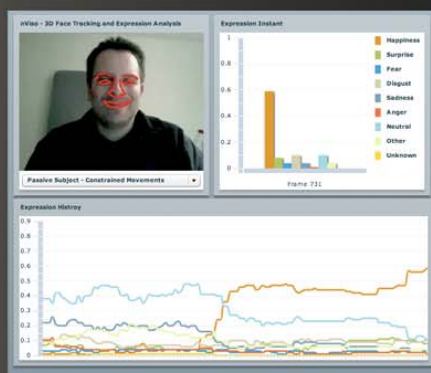 nViso - 3D Face Tracking and Expression Analysis
Passive Subject - Constrained Movements
Expression Instant
1
0.8
0.6
0.4
0.2
0
Frame 731
Happiness
Surprise
Fear
Disgust
Sadness
Anger
Neutral
Other
Unknown
Expression Histroy
0.9
0.8
0.7
0.6
0.5
0.4
0.3
0.2
0.1
0